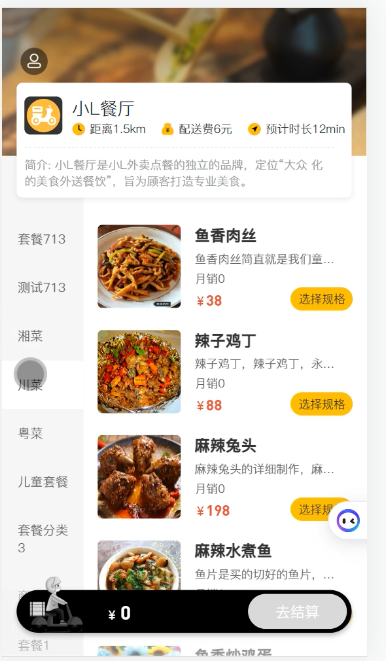 小L餐厅
距离1.5km 配送费6元 预计时长12min
简介: 小L餐厅是小L外卖点餐的独立的品牌，定位“大众 化
的美食外送餐饮”，旨为顾客打造专业美食。
套餐713
测试713
湘菜
川菜
粤菜
儿童套餐
套餐分类
3
套餐1
鱼香肉丝
鱼香肉丝简直就是我们童...
月销0
￥38
选择规格
辣子鸡丁
辣子鸡丁，辣子鸡丁，永...
月销0
￥88
选择规格
麻辣兔头
麻辣兔头的详细制作，麻...
月销0
￥198
选择规格
麻辣水煮鱼
鱼片是买的切好的鱼片，...
￥0
去结算